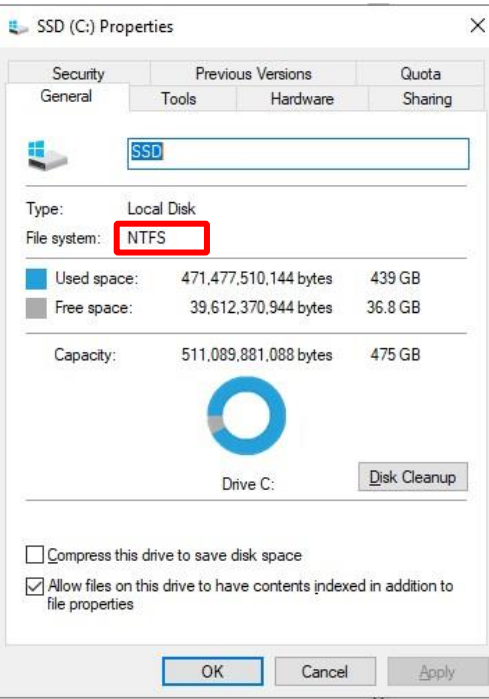 SSD (C:) Properties
Security Previous Versions Quota
General Tools Hardware Sharing
SSD
Type: Local Disk
File system: NTFS
Used space: 471,477,510,144 bytes 439 GB
Free space: 39,612,370,944 bytes 36.8 GB
Capacity: 511,089,881,088 bytes 475 GB
Drive C:
Disk Cleanup
Compress this drive to save disk space
Allow files on this drive to have contents indexed in addition to
file properties
OK Cancel Apply